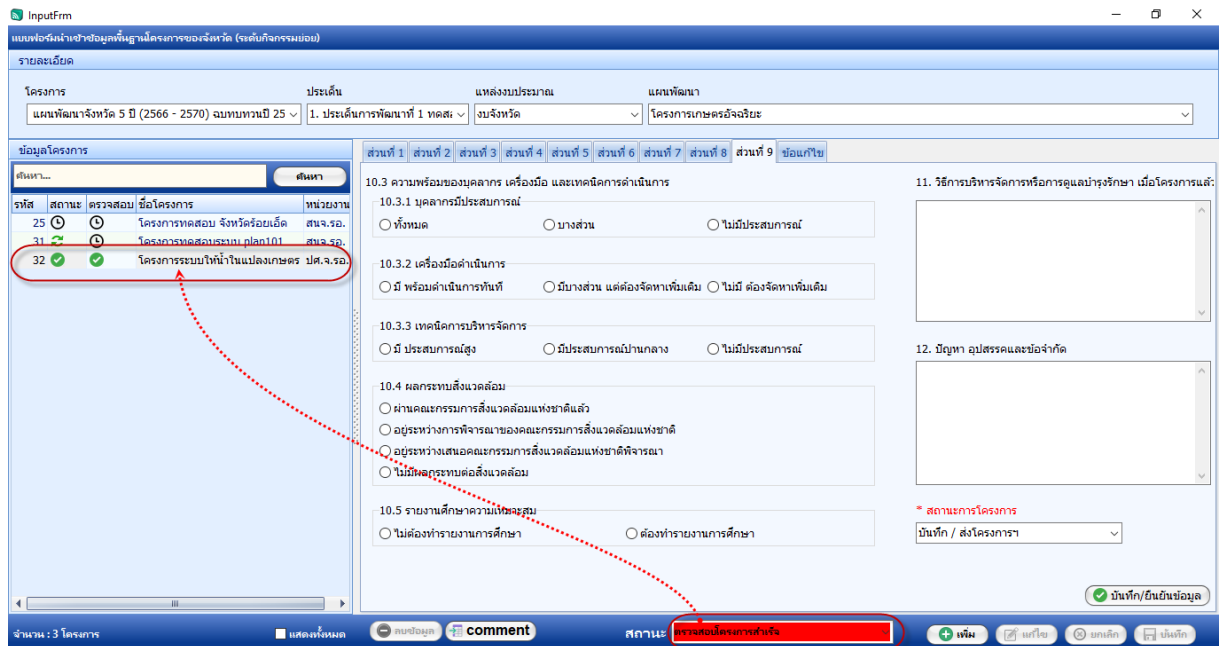 InputFrm
แบบฟอร์มนำเข้าข้อมูลพื้นฐานโครงการของจังหวัด (ระดับกิจกรรมย่อย)
รายละเอียด
โครงการ ประเด็น แหล่งงบประมาณ แผนพัฒนา
แผนพัฒนาจังหวัด 5 ปี (2566 - 2570) ฉบบทบทวนปี 25 1. ประเด็นการพัฒนาที่ 1 งบจังหวัด โครงการเกษตรอัจฉริยะ
ข้อมูลโครงการ
ส่วนที่ 1 ส่วนที่ 2 ส่วนที่ 3 ส่วนที่ 4 ส่วนที่ 5 ส่วนที่ 6 ส่วนที่ 7 ส่วนที่ 8 ส่วนที่ 9 ข้อแก้ไข
ค้นหา... ค้นหา
รหัส สถานะ ตรวจสอบ ชื่อโครงการ หน่วยงาน
25 โครงการทดสอบ จังหวัดร้อยเอ็ด สนจ.รอ.
31 โครงการทดสอบระบบ plan101 สนจ.รอ.
32 โครงการระบบให้น้ำในแปลงเกษตร ปศ.จ.รอ.
10.3 ความพร้อมของบุคลากร เครื่องมือ และเทคนิคการดำเนินการ
10.3.1 บุคลากรมีประสบการณ์
ทั้งหมด บางส่วน ไม่มีประสบการณ์
10.3.2 เครื่องมือดำเนินการ
มี พร้อมดำเนินการทันที มีบางส่วน แต่ต้องจัดหาเพิ่มเติม ไม่มี ต้องจัดหาเพิ่มเติม
10.3.3 เทคนิคการบริหารจัดการ
มี ประสบการณ์สูง มีประสบการณ์ปานกลาง ไม่มีประสบการณ์
10.4 ผลกระทบสิ่งแวดล้อม
ผ่านคณะกรรมการสิ่งแวดล้อมแห่งชาติแล้ว
อยู่ระหว่างการพิจารณาของคณะกรรมการสิ่งแวดล้อมแห่งชาติ
อยู่ระหว่างเสนอคณะกรรมการสิ่งแวดล้อมแห่งชาติพิจารณา
ไม่มีผลกระทบต่อสิ่งแวดล้อม
10.5 รายงานศึกษาความเหมาะสม
ไม่ต้องทำรายงานการศึกษา ต้องทำรายงานการศึกษา
11. วิธีการบริหารจัดการหรือการดูแลบำรุงรักษา เมื่อโครงการแล้ว
12. ปัญหา อุปสรรคและข้อจำกัด
* สถานะการโครงการ
บันทึก / ส่งโครงการฯ
บันทึก/ยืนยันข้อมูล
จำนวน : 3 โครงการ แสดงทั้งหมด ลบข้อมูล comment สถานะ ตรวจสอบโครงการสำเร็จ เพิ่ม แก้ไข ยกเลิก บันทึก